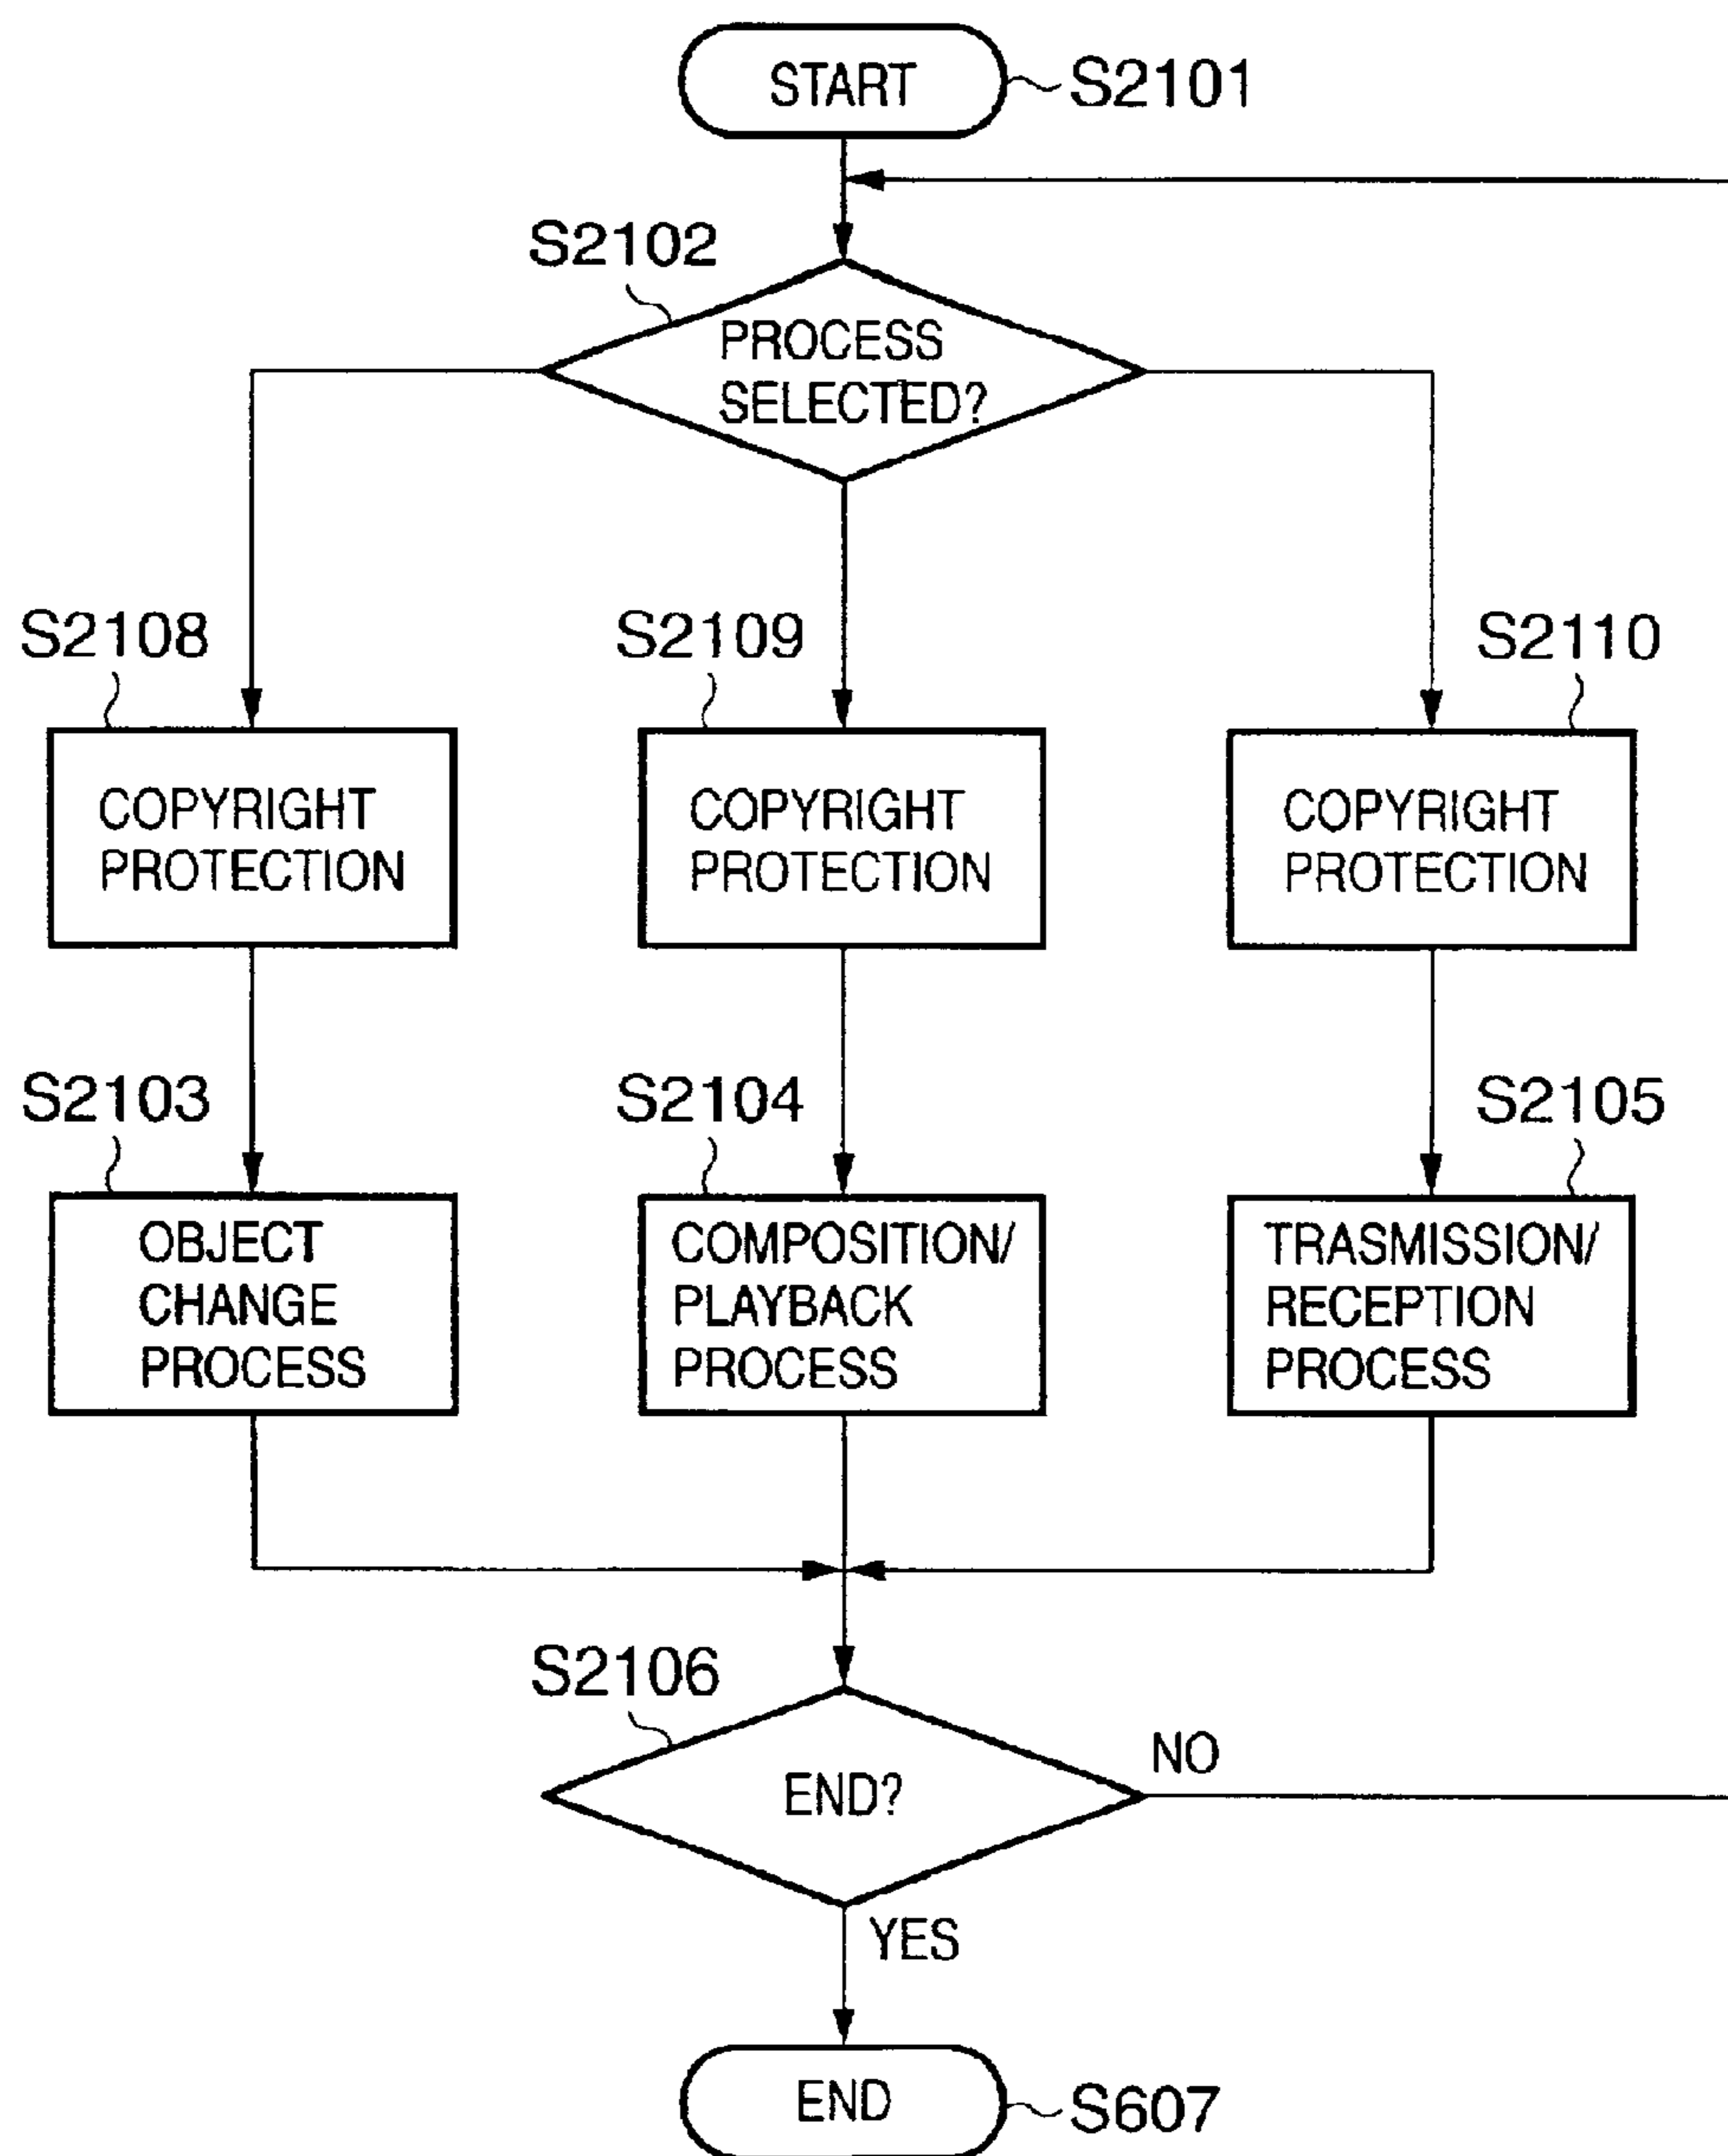 START
S2101
S2102
PROCESS
SELECTED?
S2108
S2109
S2110
COPYRIGHT
PROTECTION
COPYRIGHT
PROTECTION
COPYRIGHT
PROTECTION
S2103
S2104
S2105
OBJECT
CHANGE
PROCESS
COMPOSITION/
PLAYBACK
PROCESS
TRASMISSION/
RECEPTION
PROCESS
S2106
END?
NO
YES
END
S607